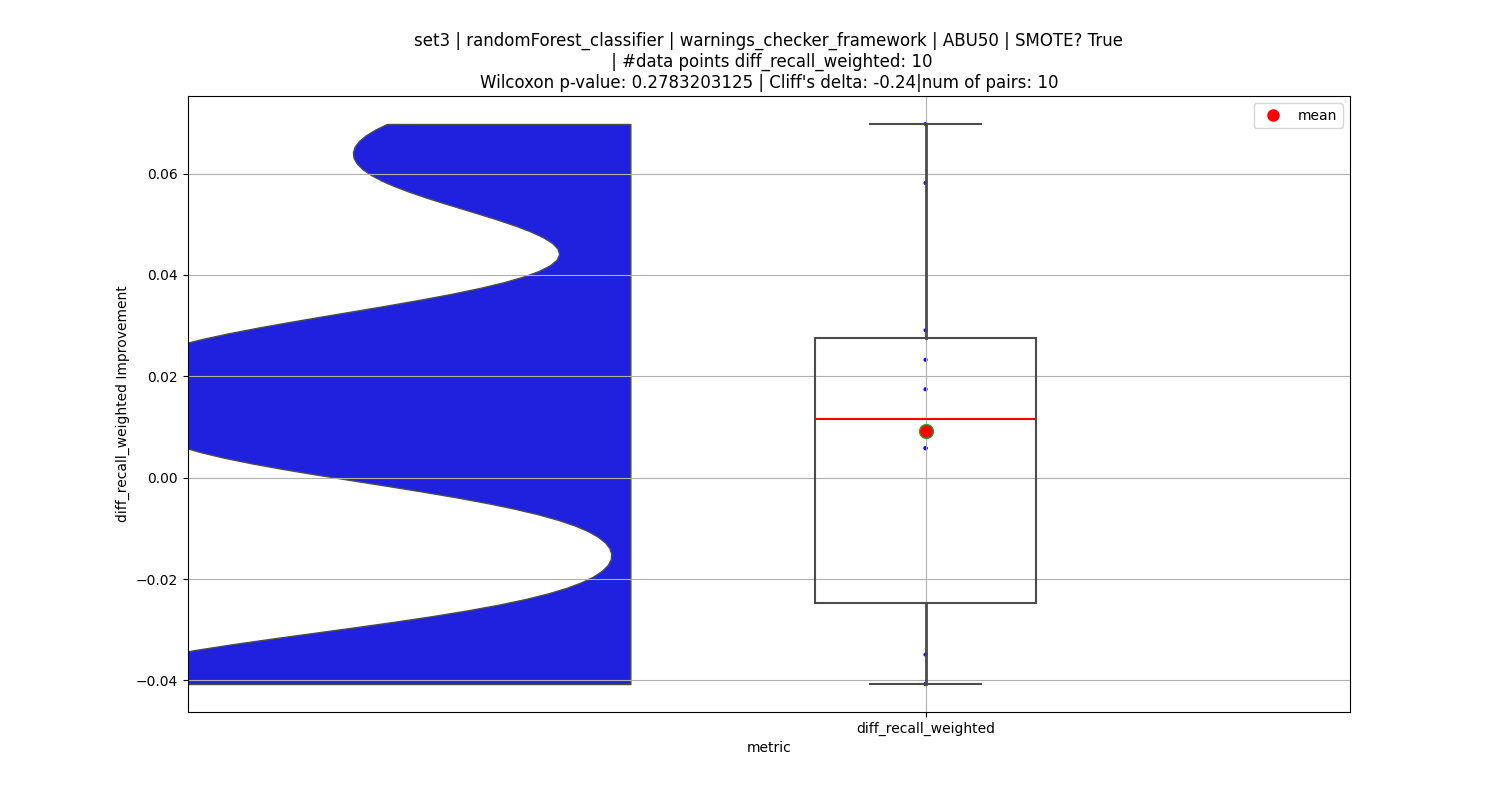 set3 | randomForest_classifier | warnings_checker_framework | ABU50 | SMOTE? True
| #data points diff_recall_weighted: 10
Wilcoxon p-value: 0.2783203125 | Cliff's delta: -0.24|num of pairs: 10
mean
0.06
0.04
0.02
0.00
−0.02
−0.04
diff_recall_weighted Improvement
diff_recall_weighted
metric